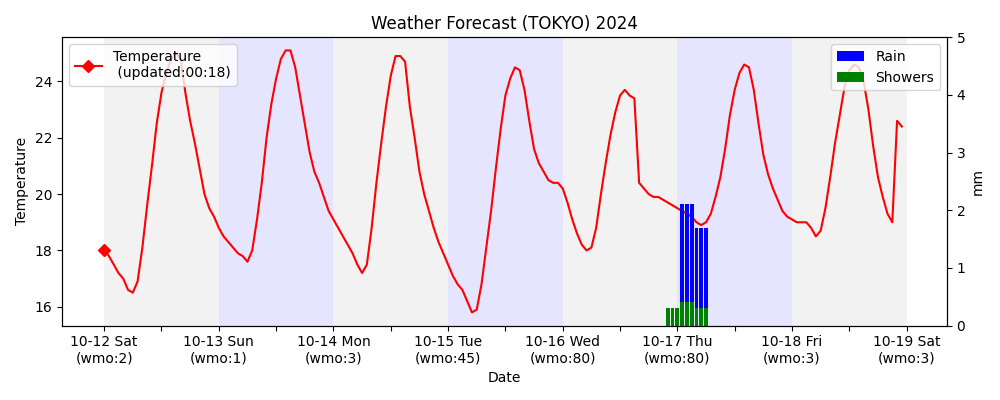 Weather Forecast (TOKYO) 2024
Temperature
(updated:00:18)
Rain
Showers
24
22
20
18
16
Temperature
5
4
3
2
1
0
mm
10-12 Sat
(wmo:2)
10-13 Sun
(wmo:1)
10-14 Mon
(wmo:3)
10-15 Tue
(wmo:45)
10-16 Wed
(wmo:80)
10-17 Thu
(wmo:80)
10-18 Fri
(wmo:3)
10-19 Sat
(wmo:3)
Date